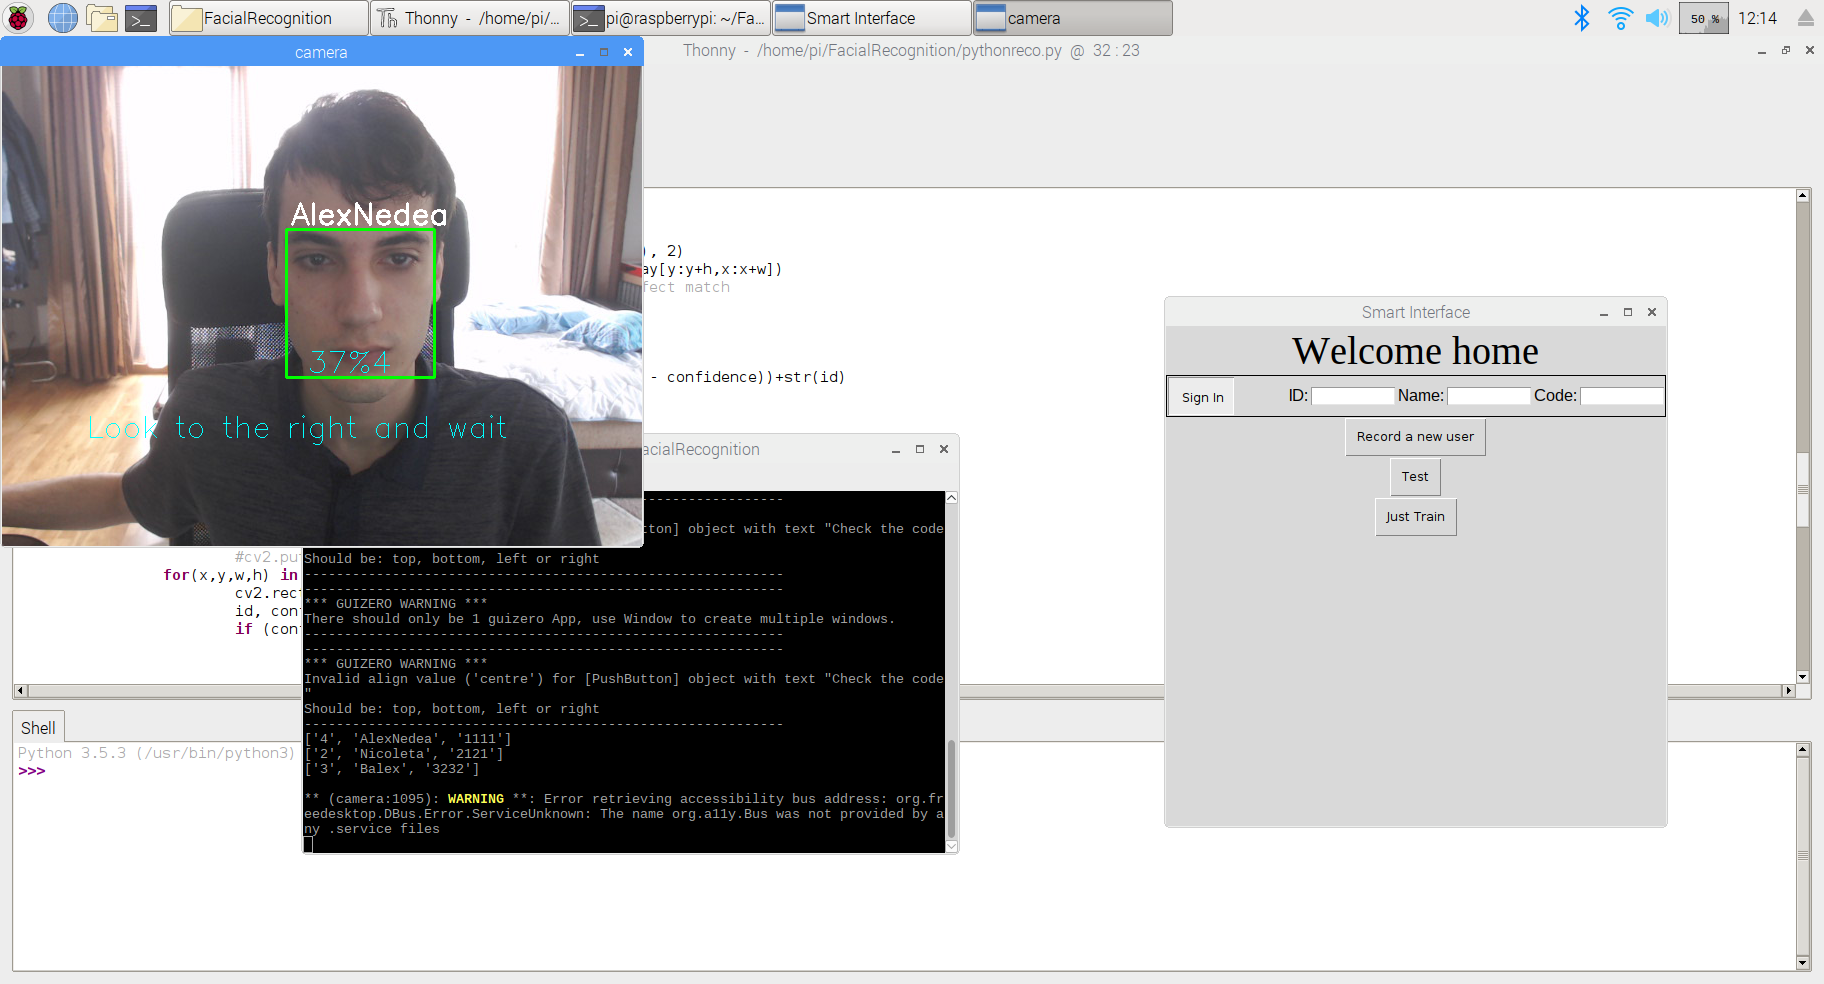 FacialRecognition
Thonny - /home/pi/...
pi@raspberrypi: ~/Fa...
Smart Interface
camera
50 %
12:14
camera
Thonny - /home/pi/FacialRecognition/pythonreco.py @ 32 : 23
AlexNedea
37%4
Look to the right and wait
), 2)
ay[y:y+h,x:x+w])
fect match
- confidence))+str(id)
#cv2.pu
for(x,y,w,h) in
cv2.rec
id, con
if (con
Smart Interface
Welcome home
Sign In ID: Name: Code:
Record a new user
Test
Just Train
acialRecognition
-----------------
ton] object with text "Check the code
Should be: top, bottom, left or right
------------------------------------------------------------
------------------------------------------------------------
*** GUIZERO WARNING ***
There should only be 1 guizero App, use Window to create multiple windows.
------------------------------------------------------------
------------------------------------------------------------
*** GUIZERO WARNING ***
Invalid align value ('centre') for [PushButton] object with text "Check the code
"
Should be: top, bottom, left or right
------------------------------------------------------------
['4', 'AlexNedea', '1111']
['2', 'Nicoleta', '2121']
['3', 'Balex', '3232']
** (camera:1095): WARNING **: Error retrieving accessibility bus address: org.fr
eedesktop.DBus.Error.ServiceUnknown: The name org.a11y.Bus was not provided by a
ny .service files
Shell
Python 3.5.3 (/usr/bin/python3)
>>>